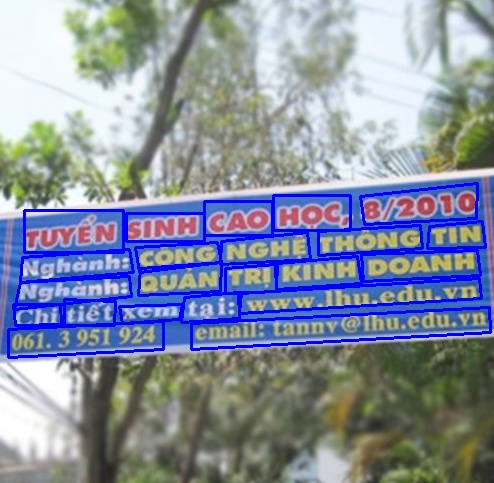 TUYỂN SINH CAO HỌC, 8/2010
Nghành: CÔNG NGHỆ THÔNG TIN
Nghành: QUẢN TRỊ KINH DOANH
Chi tiết xem tại: www.lhu.edu.vn
061. 3 951 924 email: tannv@lhu.edu.vn